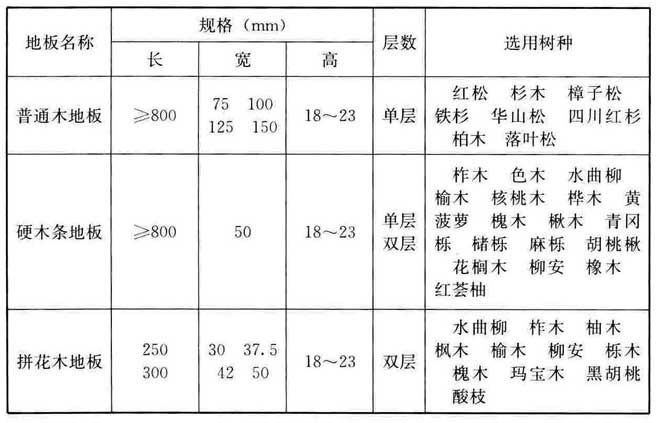 地板名称 规格（mm） 层数 选用树种
长 宽 高
普通木地板 ≥800 75 100 125 150 18～23 单层 红松 杉木 樟子松
铁杉 华山松 四川红杉
柏木 落叶松
硬木条地板 ≥800 50 18～23 单层 双层 柞木 色木 水曲柳
榆木 核桃木 桦木 黄
菠萝 槐木 楸木 青冈
栎 槠栎 麻栎 胡桃楸
花榈木 柳安 橡木
红荟柚
拼花木地板 250 300 30 37.5 42 50 18～23 双层 水曲柳 柞木 柚木
枫木 榆木 柳安 栎木
槐木 玛宝木 黑胡桃
酸枝